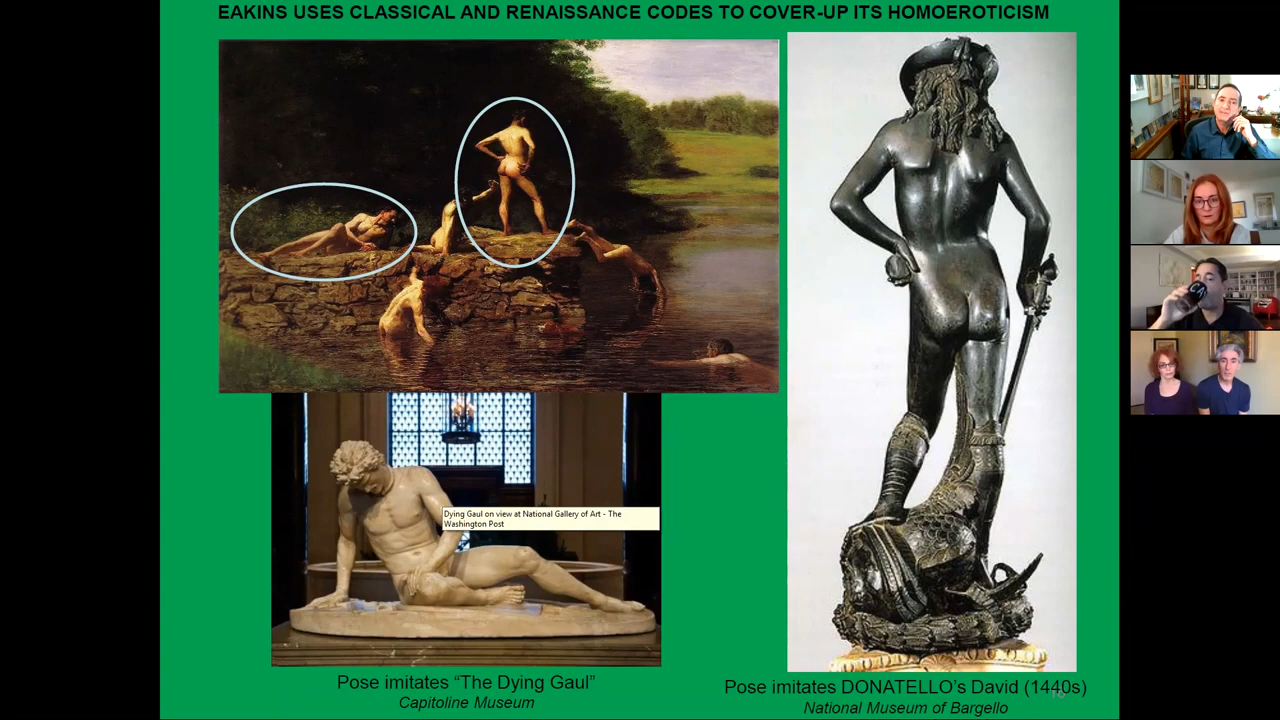 EAKINS USES CLASSICAL AND RENAISSANCE CODES TO COVER-UP ITS HOMOEROTICISM
Dying Gaul on view at National Gallery of Art - The
Washington Post
Pose imitates “The Dying Gaul”
Capitoline Museum
Pose imitates DONATELLO’s David (1440s)
National Museum of Bargello
CA